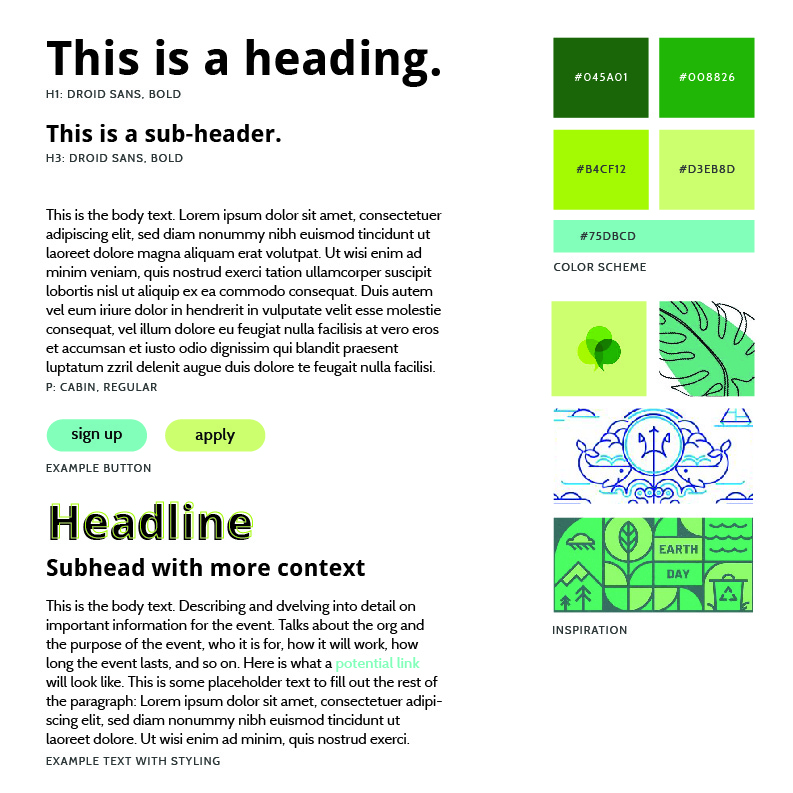 This is a heading.
H1: DROID SANS, BOLD
This is a sub-header.
H3: DROID SANS, BOLD
This is the body text. Lorem ipsum dolor sit amet, consectetuer
adipiscing elit, sed diam nonummy nibh euismod tincidunt ut
laoreet dolore magna aliquam erat volutpat. Ut wisi enim ad
minim veniam, quis nostrud exerci tation ullamcorper suscipit
lobortis nisl ut aliquip ex ea commodo consequat. Duis autem
vel eum iriure dolor in hendrerit in vulputate velit esse molestie
consequat, vel illum dolore eu feugiat nulla facilisis at vero eros
et accumsan et iusto odio dignissim qui blandit praesent
luptatum zzril delenit augue duis dolore te feugait nulla facilisi.
P: CABIN, REGULAR
sign up
apply
EXAMPLE BUTTON
Headline
Subhead with more context
This is the body text. Describing and dvelving into detail on
important information for the event. Talks about the org and
the purpose of the event, who it is for, how it will work, how
long the event lasts, and so on. Here is what a potential link
will look like. This is some placeholder text to fill out the rest of
the paragraph: Lorem ipsum dolor sit amet, consectetuer adipi-
scing elit, sed diam nonummy nibh euismod tincidunt ut
laoreet dolore. Ut wisi enim ad minim, quis nostrud exerci.
EXAMPLE TEXT WITH STYLING
#045A01
#008826
#B4CF12
#D3EB8D
#75DBCD
COLOR SCHEME
EARTH
DAY
INSPIRATION